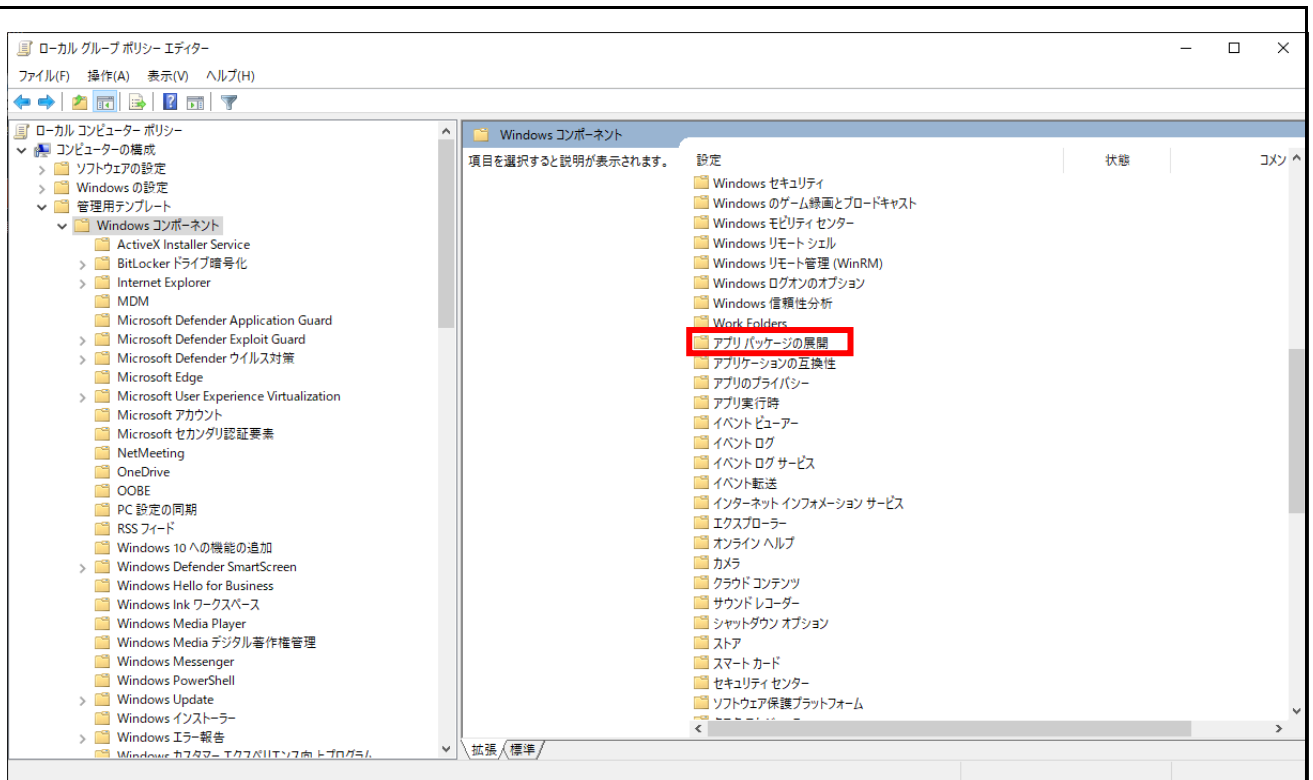 ローカル グループ ポリシー エディター
ファイル(F) 操作(A) 表示(V) ヘルプ(H)
ローカル コンピューター ポリシー
コンピューターの構成
ソフトウェアの設定
Windows の設定
管理用テンプレート
Windows コンポーネント
ActiveX Installer Service
BitLocker ドライブ暗号化
Internet Explorer
MDM
Microsoft Defender Application Guard
Microsoft Defender Exploit Guard
Microsoft Defender ウイルス対策
Microsoft Edge
Microsoft User Experience Virtualization
Microsoft アカウント
Microsoft セカンダリ認証要素
NetMeeting
OneDrive
OOBE
PC 設定の同期
RSS フィード
Windows 10 への機能の追加
Windows Defender SmartScreen
Windows Hello for Business
Windows Ink ワークスペース
Windows Media Player
Windows Media デジタル著作権管理
Windows Messenger
Windows PowerShell
Windows Update
Windows インストーラー
Windows エラー報告
Windows カスタマー エクスペリエンス向上プログラム
Windows コンポーネント
項目を選択すると説明が表示されます。
設定 状態 コメン
Windows セキュリティ
Windows のゲーム録画とブロードキャスト
Windows モビリティ センター
Windows リモート シェル
Windows リモート管理 (WinRM)
Windows ログオンのオプション
Windows 信頼性分析
Work Folders
アプリ パッケージの展開
アプリケーションの互換性
アプリのプライバシー
アプリ実行時
イベント ビューアー
イベント ログ
イベント ログ サービス
イベント転送
インターネット インフォメーション サービス
エクスプローラー
オンライン ヘルプ
カメラ
クラウド コンテンツ
サウンド レコーダー
シャットダウン オプション
ストア
スマート カード
セキュリティ センター
ソフトウェア保護プラットフォーム
拡張 標準